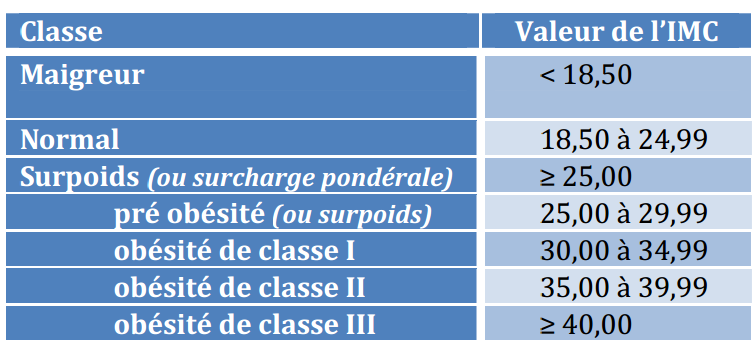 Classe Valeur de l’IMC
Maigreur < 18,50
Normal 18,50 à 24,99
Surpoids (ou surcharge pondérale) ≥ 25,00
pré obésité (ou surpoids) 25,00 à 29,99
obésité de classe I 30,00 à 34,99
obésité de classe II 35,00 à 39,99
obésité de classe III ≥ 40,00